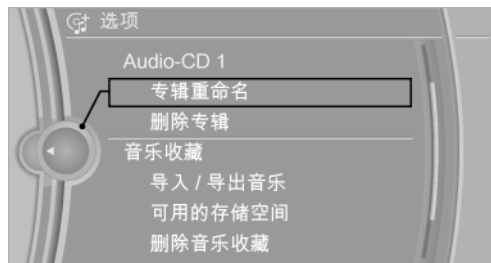 选项
Audio-CD 1
专辑重命名
删除专辑
音乐收藏
导入 / 导出音乐
可用的存储空间
删除音乐收藏